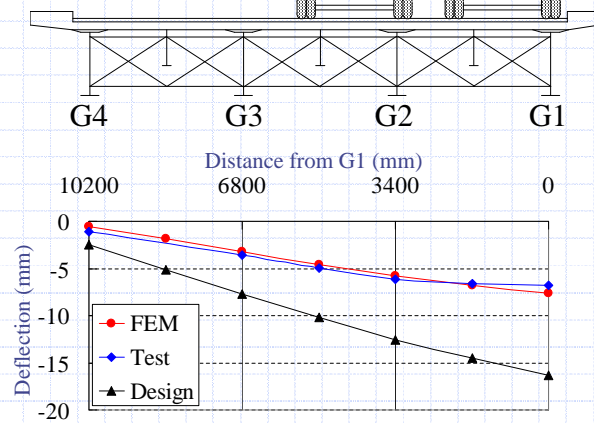 G4 G3 G2 G1
Distance from G1 (mm)
10200 6800 3400 0
Deflection (mm)
0
-5
-10
-15
-20
FEM
Test
Design